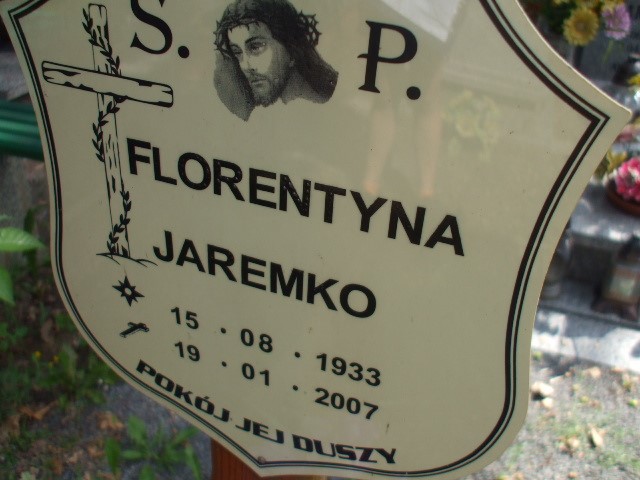 S. P.
FLORENTYNA
JAREMKO
15 · 08 · 1933
19 · 01 · 2007
POKÓJ JEJ DUSZY